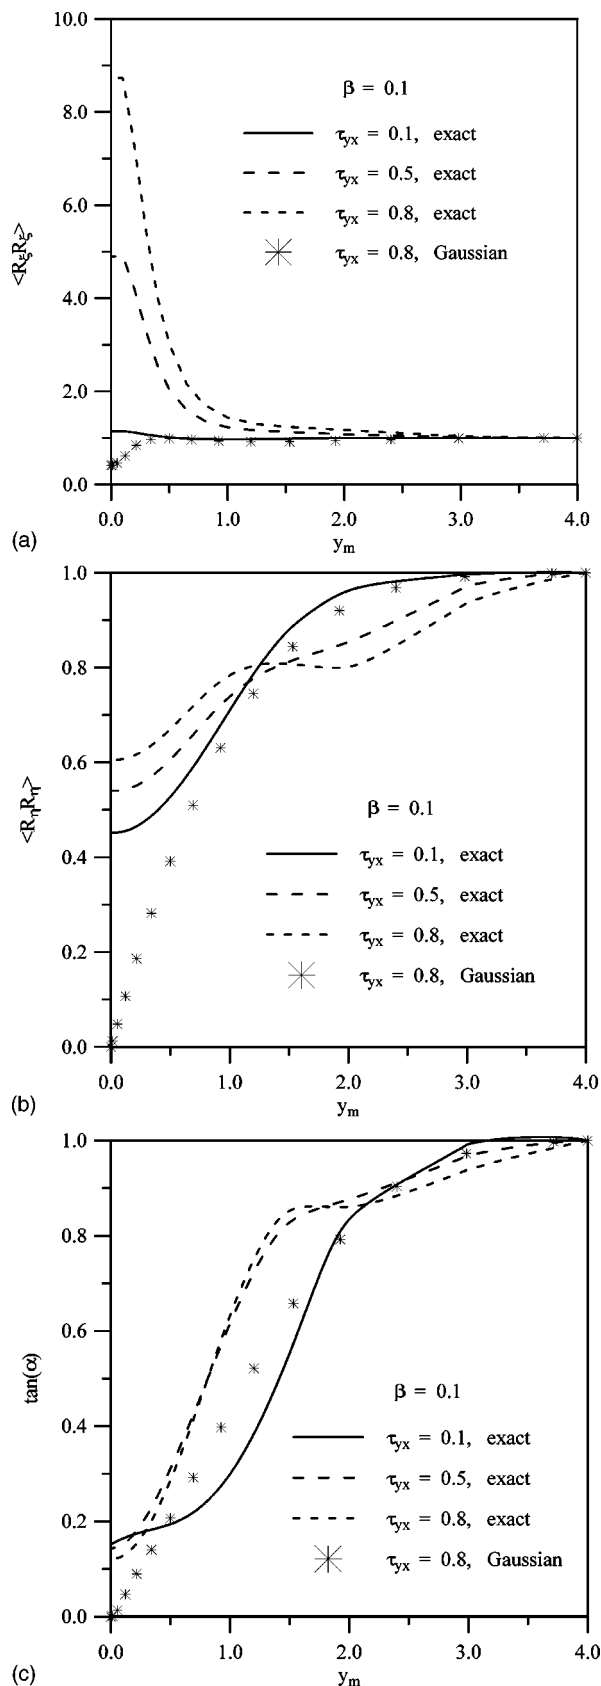 10.0
8.0
6.0
4.0
2.0
0.0
<RξRξ>
β = 0.1
τyx = 0.1, exact
τyx = 0.5, exact
τyx = 0.8, exact
τyx = 0.8, Gaussian
0.0 1.0 2.0 3.0 4.0
(a)
ym
1.0
0.8
0.6
0.4
0.2
0.0
<RηRη>
β = 0.1
τyx = 0.1, exact
τyx = 0.5, exact
τyx = 0.8, exact
τyx = 0.8, Gaussian
0.0 1.0 2.0 3.0 4.0
(b)
ym
1.0
0.8
0.6
0.4
0.2
0.0
tan(α)
β = 0.1
τyx = 0.1, exact
τyx = 0.5, exact
τyx = 0.8, exact
τyx = 0.8, Gaussian
0.0 1.0 2.0 3.0 4.0
(c)
ym